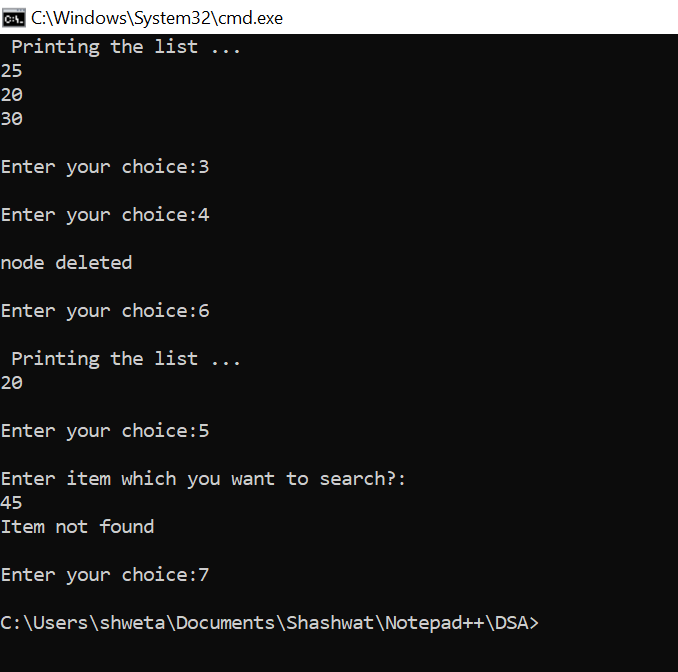 C:\Windows\System32\cmd.exe
Printing the list ...
25
20
30
Enter your choice:3
Enter your choice:4
node deleted
Enter your choice:6
Printing the list ...
20
Enter your choice:5
Enter item which you want to search?:
45
Item not found
Enter your choice:7
C:\Users\shweta\Documents\Shashwat\Notepad++\DSA>